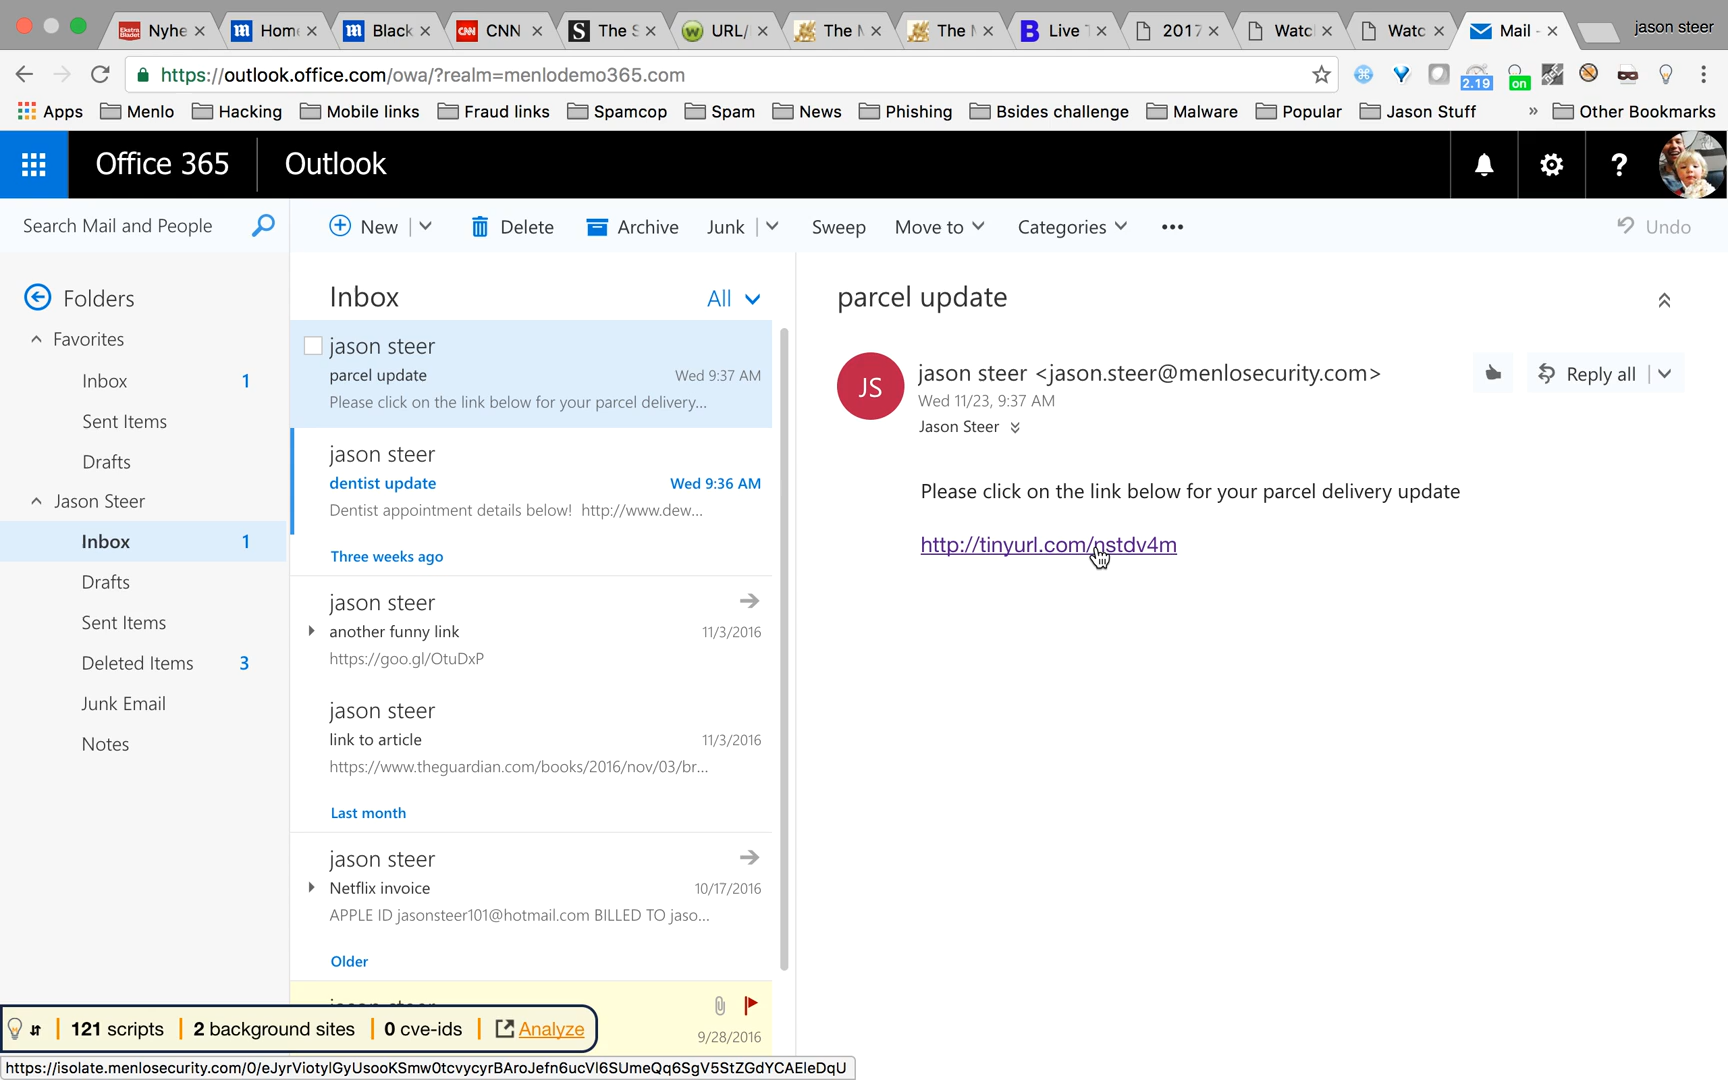 Nyhe
Hom
Black
CNN
The S
URL/
The M
The M
Live T
2017
Watch
Watc
Mail -
jason steer
https://outlook.office.com/owa/?realm=menlodemo365.com
2.19
on
Apps
Menlo
Hacking
Mobile links
Fraud links
Spamcop
Spam
News
Phishing
Bsides challenge
Malware
Popular
Jason Stuff
»
Other Bookmarks
Office 365
Outlook
?
Search Mail and People
New
Delete
Archive
Junk
Sweep
Move to
Categories
•••
Undo
Folders
Favorites
Inbox 1
Sent Items
Drafts
Jason Steer
Inbox 1
Drafts
Sent Items
Deleted Items 3
Junk Email
Notes
Inbox
All
jason steer
parcel update Wed 9:37 AM
Please click on the link below for your parcel delivery...
jason steer
dentist update Wed 9:36 AM
Dentist appointment details below! http://www.dew...
Three weeks ago
jason steer
another funny link 11/3/2016
https://goo.gl/OtuDxP
jason steer
link to article 11/3/2016
https://www.theguardian.com/books/2016/nov/03/br...
Last month
jason steer
Netflix invoice 10/17/2016
APPLE ID jasonsteer101@hotmail.com BILLED TO jaso...
Older
9/28/2016
parcel update
JS
jason steer <jason.steer@menlosecurity.com>
Wed 11/23, 9:37 AM
Jason Steer
Reply all
Please click on the link below for your parcel delivery update
http://tinyurl.com/nstdv4m
121 scripts
2 background sites
0 cve-ids
Analyze
https://isolate.menlosecurity.com/0/eJyrViotylGyUsooKSmw0tcvycyrBAroJefn6ucVl6SUmeQq6SgV5StZGdYCAEleDqU